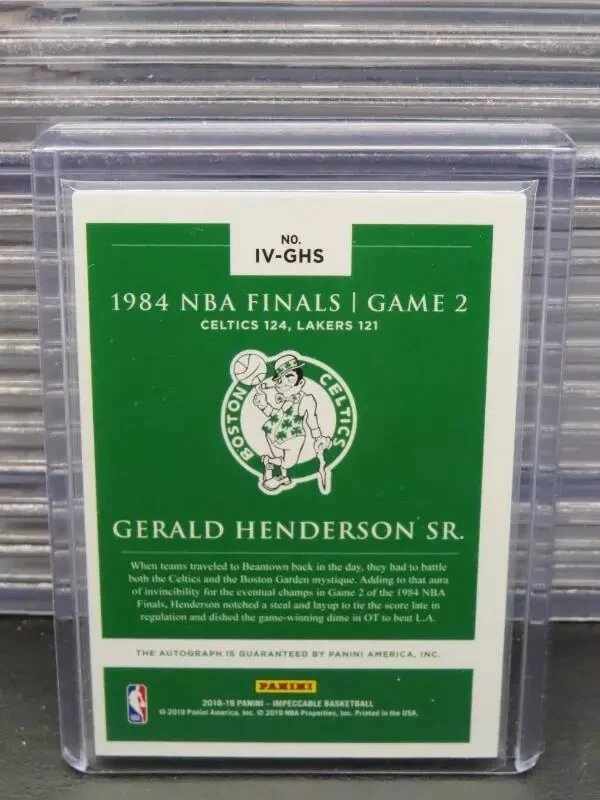 NO.
IV-GHS
1984 NBA FINALS | GAME 2
CELTICS 124, LAKERS 121
BOSTON CELTICS
GERALD HENDERSON SR.
When teams traveled to Beantown back in the day, they had to battle
both the Celtics and the Boston Garden mystique. Adding to that aura
of invincibility for the eventual champs in Game 2 of the 1984 NBA
Finals, Henderson notched a steal and layup to tie the score late in
regulation and dished the game-winning dime in OT to beat L.A.
THE AUTOGRAPH IS GUARANTEED BY PANINI AMERICA, INC.
PANINI
2018-19 PANINI – IMPECCABLE BASKETBALL
© 2019 Panini America, Inc. © 2019 NBA Properties, Inc. Printed in the USA.
NBA